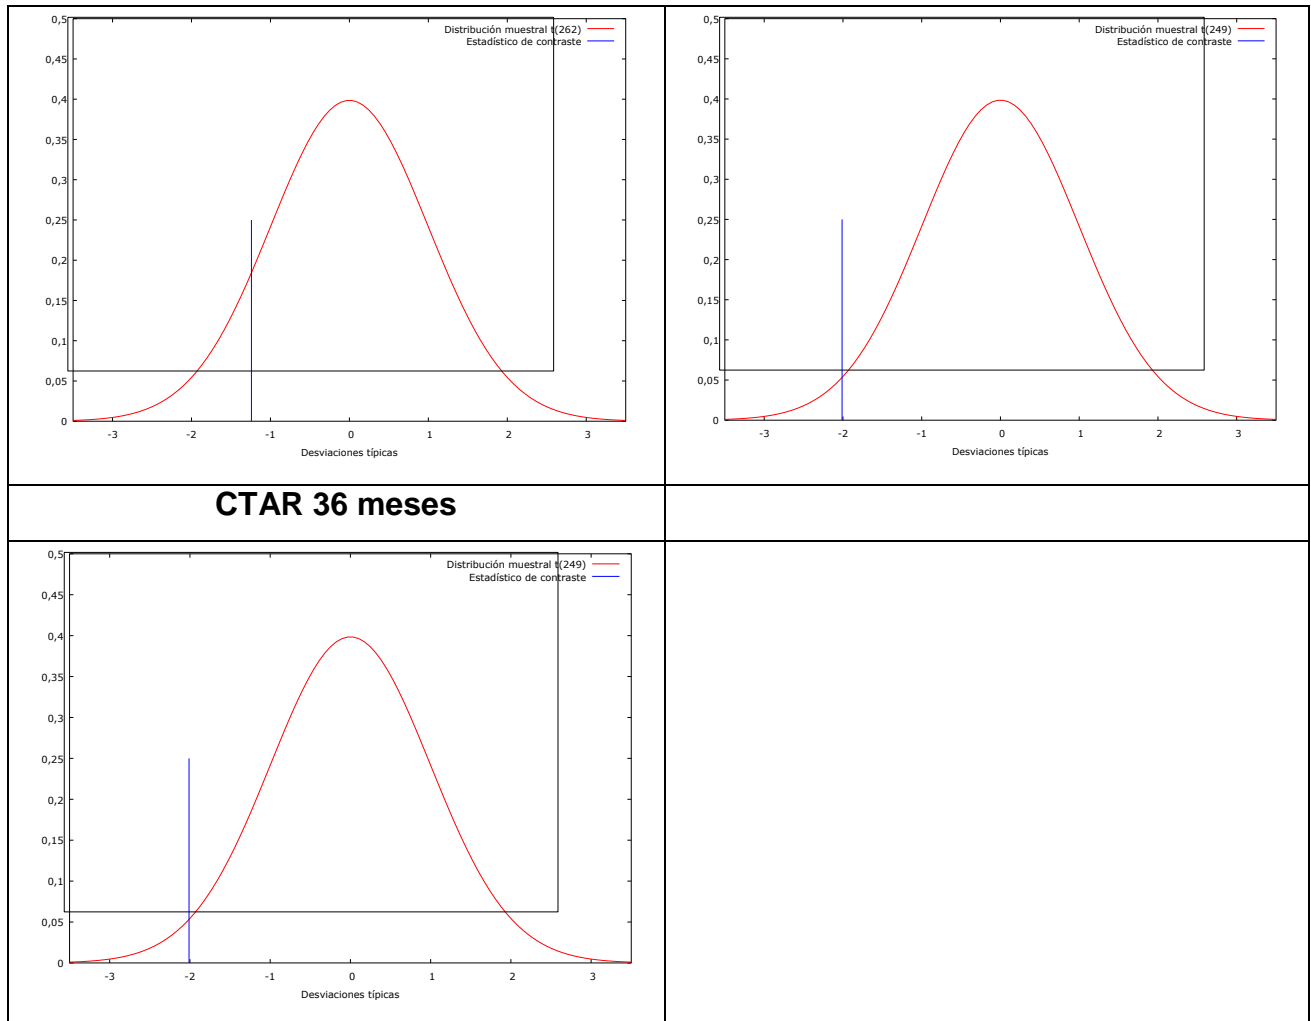 0,5
Distribución muestral t(262)
Estadístico de contraste
0,45
0,4
0,35
0,3
0,25
0,2
0,15
0,1
0,05
0
-3 -2 -1 0 1 2 3
Desviaciones típicas
0,5
Distribución muestral t(249)
Estadístico de contraste
0,45
0,4
0,35
0,3
0,25
0,2
0,15
0,1
0,05
0
-3 -2 -1 0 1 2 3
Desviaciones típicas
CTAR 36 meses
0,5
Distribución muestral t(249)
Estadístico de contraste
0,45
0,4
0,35
0,3
0,25
0,2
0,15
0,1
0,05
0
-3 -2 -1 0 1 2 3
Desviaciones típicas